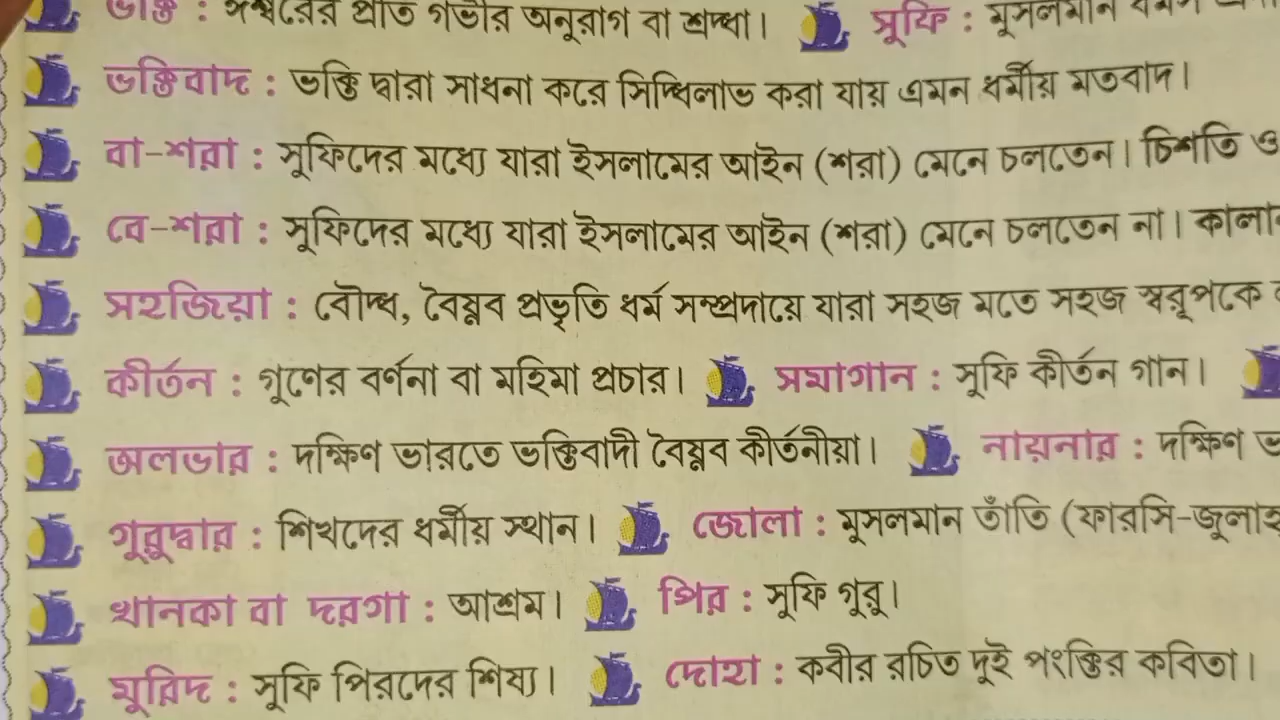 ভক্তি : ঈশ্বরের প্রতি গভীর অনুরাগ বা শ্রদ্ধা। সুফি : মুসলমান
ভক্তিবাদ : ভক্তি দ্বারা সাধনা করে সিদ্ধিলাভ করা যায় এমন ধর্মীয় মতবাদ।
বা-শরা : সুফিদের মধ্যে যারা ইসলামের আইন (শরা) মেনে চলতেন। চিশতি ও
বে-শরা : সুফিদের মধ্যে যারা ইসলামের আইন (শরা) মেনে চলতেন না।
সহজিয়া : বৌদ্ধ, বৈষ্ণব প্রভৃতি ধর্ম সম্প্রদায়ে যারা সহজ মতে সহজ স্বরূপকে
কীর্তন : গুণের বর্ণনা বা মহিমা প্রচার। সমাগান : সুফি কীর্তন গান।
অলভার : দক্ষিণ ভারতে ভক্তিবাদী বৈষ্ণব কীর্তনীয়া। নায়নার : দক্ষিণ
গুরুদ্বার : শিখদের ধর্মীয় স্থান। জোলা : মুসলমান তাঁতি (ফারসি-
খানকা বা দরগা : আশ্রম। পির : সুফি গুরু।
মুরিদ : সুফি পিরদের শিষ্য। দোহা : কবীর রচিত দুই পংক্তির কবিতা।